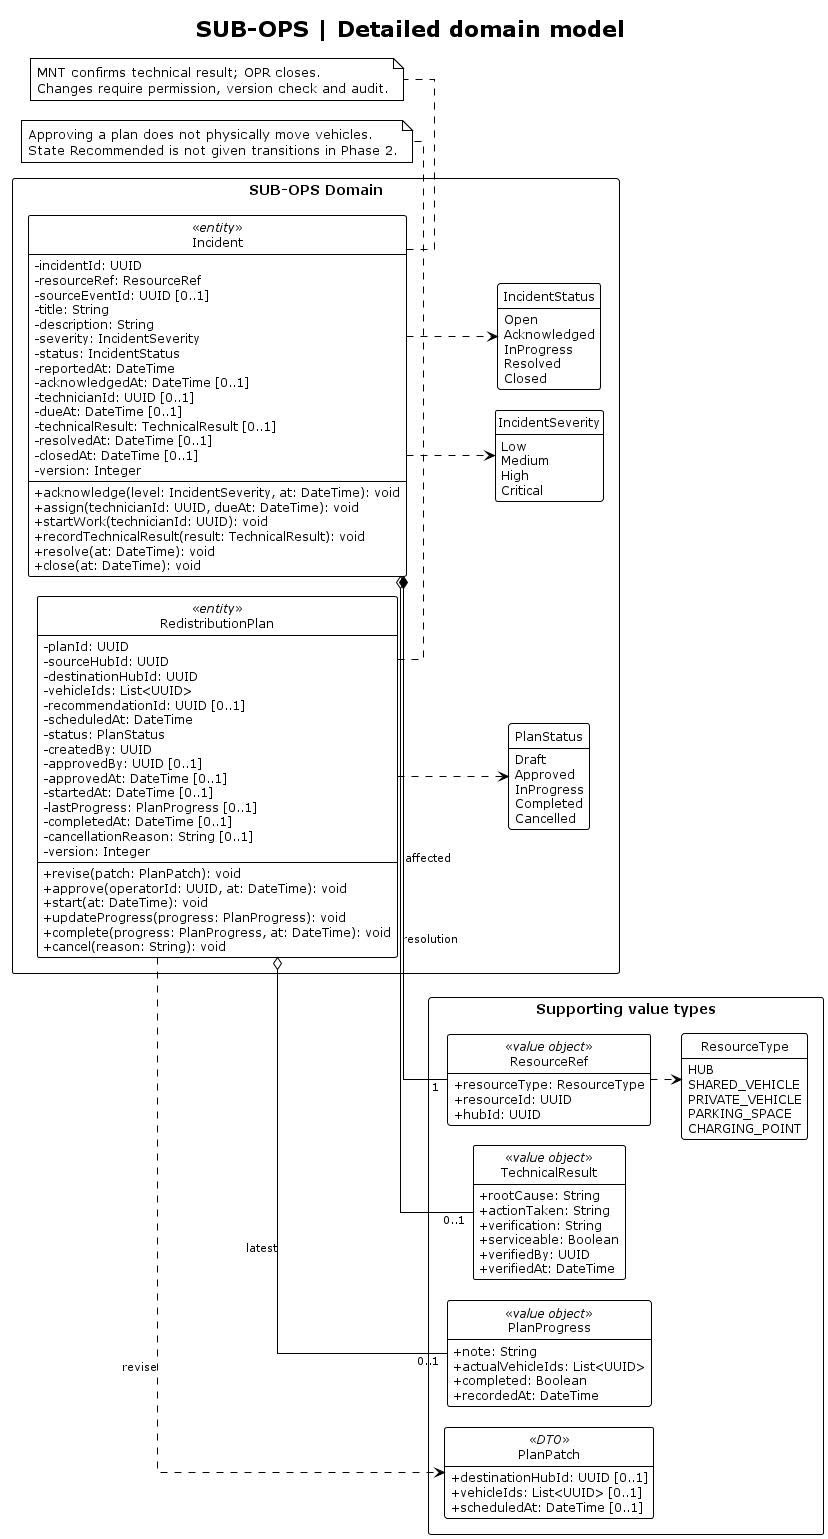 SUB-OPS | Detailed domain model
MNT confirms technical result; OPR closes.
Changes require permission, version check and audit.
Approving a plan does not physically move vehicles.
State Recommended is not given transitions in Phase 2.
SUB-OPS Domain
«entity»
Incident
-incidentId: UUID
-resourceRef: ResourceRef
-sourceEventId: UUID [0..1]
-title: String
-description: String
-severity: IncidentSeverity
-status: IncidentStatus
-reportedAt: DateTime
-acknowledgedAt: DateTime [0..1]
-technicianId: UUID [0..1]
-dueAt: DateTime [0..1]
-technicalResult: TechnicalResult [0..1]
-resolvedAt: DateTime [0..1]
-closedAt: DateTime [0..1]
-version: Integer
+acknowledge(level: IncidentSeverity, at: DateTime): void
+assign(technicianId: UUID, dueAt: DateTime): void
+startWork(technicianId: UUID): void
+recordTechnicalResult(result: TechnicalResult): void
+resolve(at: DateTime): void
+close(at: DateTime): void
IncidentStatus
Open
Acknowledged
InProgress
Resolved
Closed
IncidentSeverity
Low
Medium
High
Critical
«entity»
RedistributionPlan
-planId: UUID
-sourceHubId: UUID
-destinationHubId: UUID
-vehicleIds: List<UUID>
-recommendationId: UUID [0..1]
-scheduledAt: DateTime
-status: PlanStatus
-createdBy: UUID
-approvedBy: UUID [0..1]
-approvedAt: DateTime [0..1]
-startedAt: DateTime [0..1]
-lastProgress: PlanProgress [0..1]
-completedAt: DateTime [0..1]
-cancellationReason: String [0..1]
-version: Integer
+revise(patch: PlanPatch): void
+approve(operatorId: UUID, at: DateTime): void
+start(at: DateTime): void
+updateProgress(progress: PlanProgress): void
+complete(progress: PlanProgress, at: DateTime): void
+cancel(reason: String): void
PlanStatus
Draft
Approved
InProgress
Completed
Cancelled
affected
resolution
Supporting value types
«value object»
ResourceRef
+resourceType: ResourceType
+resourceId: UUID
+hubId: UUID
1
ResourceType
HUB
SHARED_VEHICLE
PRIVATE_VEHICLE
PARKING_SPACE
CHARGING_POINT
«value object»
TechnicalResult
+rootCause: String
+actionTaken: String
+verification: String
+serviceable: Boolean
+verifiedBy: UUID
+verifiedAt: DateTime
0..1
latest
«value object»
PlanProgress
+note: String
+actualVehicleIds: List<UUID>
+completed: Boolean
+recordedAt: DateTime
0..1
revise
«DTO»
PlanPatch
+destinationHubId: UUID [0..1]
+vehicleIds: List<UUID> [0..1]
+scheduledAt: DateTime [0..1]